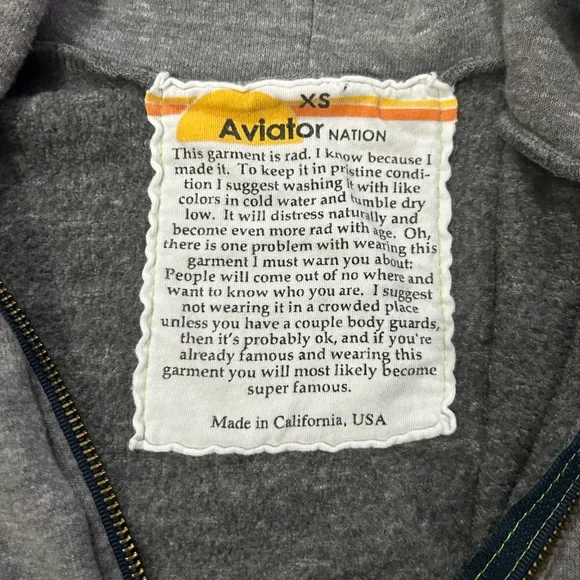 XS
Aviator NATION
This garment is rad. I know because I
made it. To keep it in pristine condi-
tion I suggest washing it with like
colors in cold water and tumble dry
low. It will distress naturally and
become even more rad with age. Oh,
there is one problem with wearing this
garment I must warn you about:
People will come out of no where and
want to know who you are. I suggest
not wearing it in a crowded place
unless you have a couple body guards,
then it's probably ok, and if you're
already famous and wearing this
garment you will most likely become
super famous.
Made in California, USA